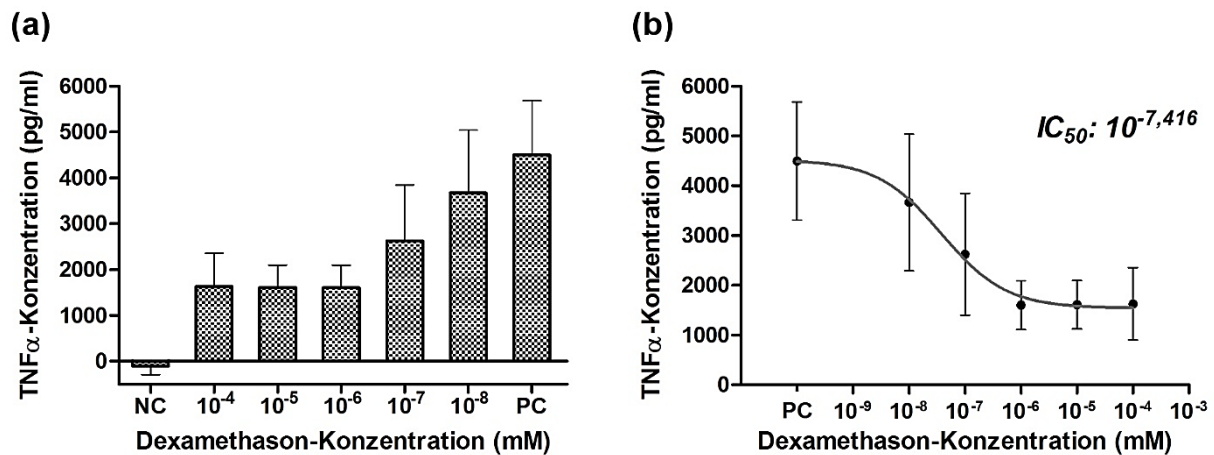 (a)
TNFα-Konzentration (pg/ml)
6000
5000
4000
3000
2000
1000
0
NC 10-4 10-5 10-6 10-7 10-8 PC
Dexamethason-Konzentration (mM)
(b)
TNFα-Konzentration (pg/ml)
6000
5000
4000
3000
2000
1000
0
IC50: 10-7,416
PC 10-9 10-8 10-7 10-6 10-5 10-4 10-3
Dexamethason-Konzentration (mM)